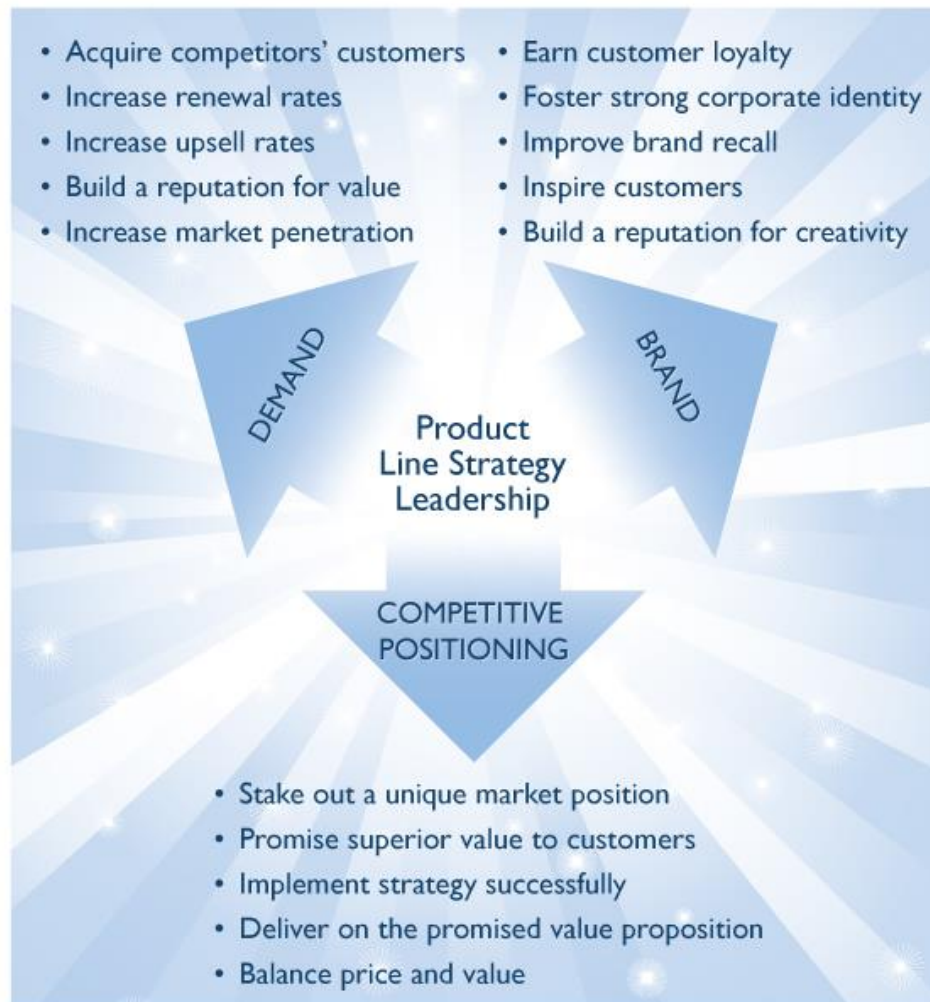 • Acquire competitors’ customers
• Increase renewal rates
• Increase upsell rates
• Build a reputation for value
• Increase market penetration
• Earn customer loyalty
• Foster strong corporate identity
• Improve brand recall
• Inspire customers
• Build a reputation for creativity
DEMAND
BRAND
Product
Line Strategy
Leadership
COMPETITIVE
POSITIONING
• Stake out a unique market position
• Promise superior value to customers
• Implement strategy successfully
• Deliver on the promised value proposition
• Balance price and value